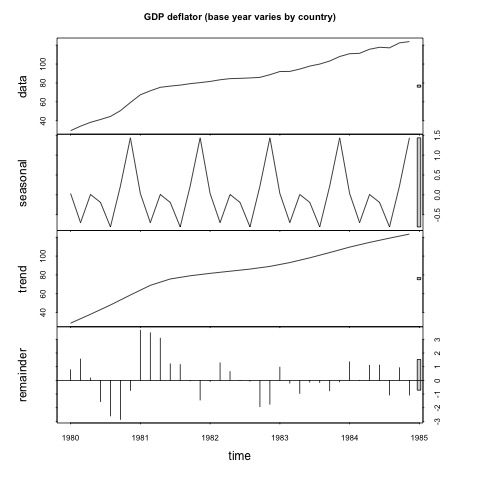 GDP deflator (base year varies by country)
data
40 60 80 100
seasonal
-0.5 0.0 0.5 1.0 1.5
trend
40 60 80 100
remainder
-3 -2 -1 0 1 2 3
1980 1981 1982 1983 1984 1985
time